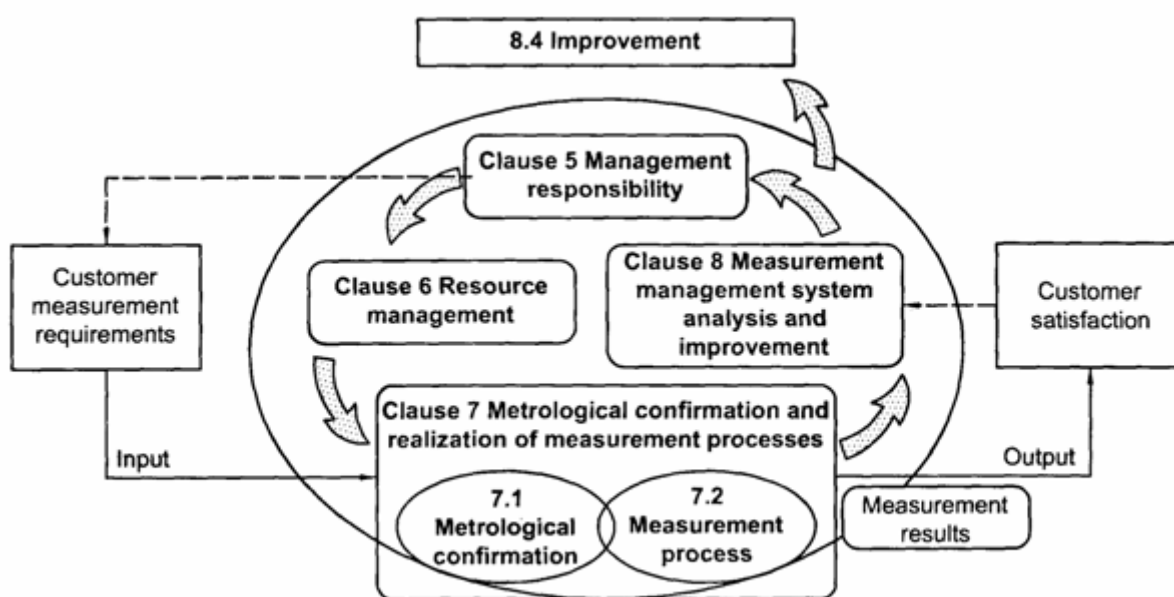 8.4 Improvement
Clause 5 Management
responsibility
Customer
measurement
requirements
Clause 6 Resource
management
Clause 8 Measurement
management system
analysis and
improvement
Customer
satisfaction
Clause 7 Metrological confirmation and
realization of measurement processes
Input
Output
7.1
Metrological
confirmation
7.2
Measurement
process
Measurement
results